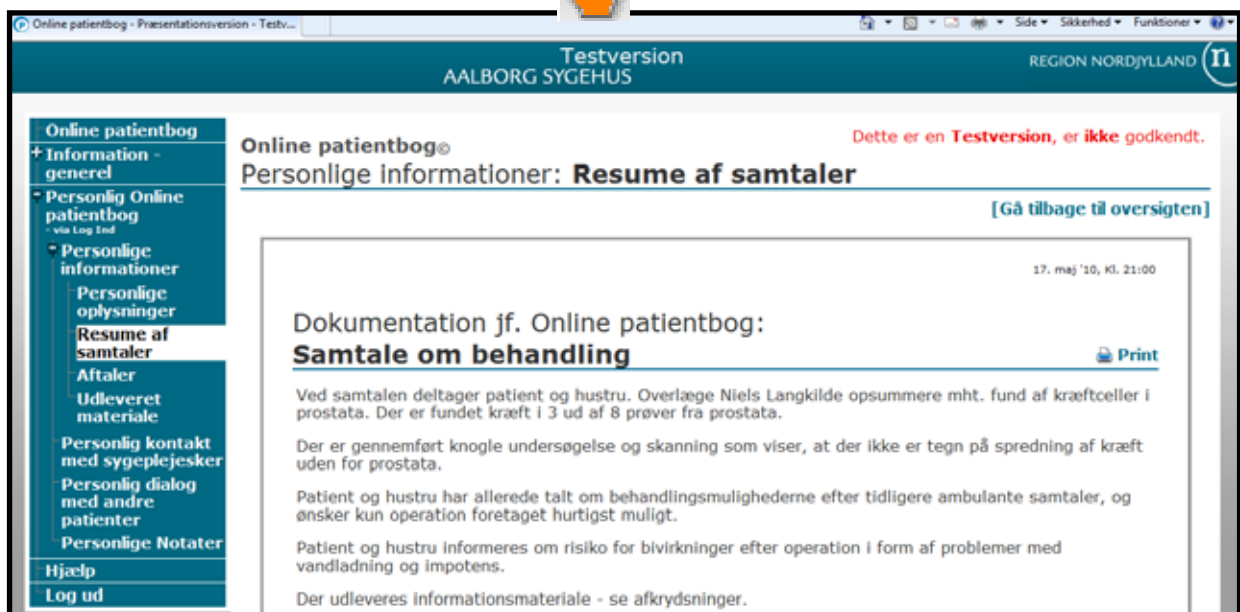 Online patientbog - Præsentationsversion - Testv...
Side
Sikkerhed
Funktioner
Testversion
AALBORG SYGEHUS
REGION NORDJYLLAND
n
Online patientbog
+ Information -
generel
Personlig Online
patientbog
- via Log Ind
Personlige
informationer
Personlige
oplysninger
Resume af
samtaler
Aftaler
Udleveret
materiale
Personlig kontakt
med sygeplejesker
Personlig dialog
med andre
patienter
Personlige Notater
Hjælp
Log ud
Dette er en Testversion, er ikke godkendt.
Online patientbog©
Personlige informationer: Resume af samtaler
[Gå tilbage til oversigten]
17. maj '10, Kl. 21:00
Dokumentation jf. Online patientbog:
Samtale om behandling
Print
Ved samtalen deltager patient og hustru. Overlæge Niels Langkilde opsummere mht. fund af kræftceller i
prostata. Der er fundet kræft i 3 ud af 8 prøver fra prostata.
Der er gennemført knogle undersøgelse og skanning som viser, at der ikke er tegn på spredning af kræft
uden for prostata.
Patient og hustru har allerede talt om behandlingsmulighederne efter tidligere ambulante samtaler, og
ønsker kun operation foretaget hurtigst muligt.
Patient og hustru informeres om risiko for bivirkninger efter operation i form af problemer med
vandladning og impotens.
Der udleveres informationsmateriale - se afkrydsninger.